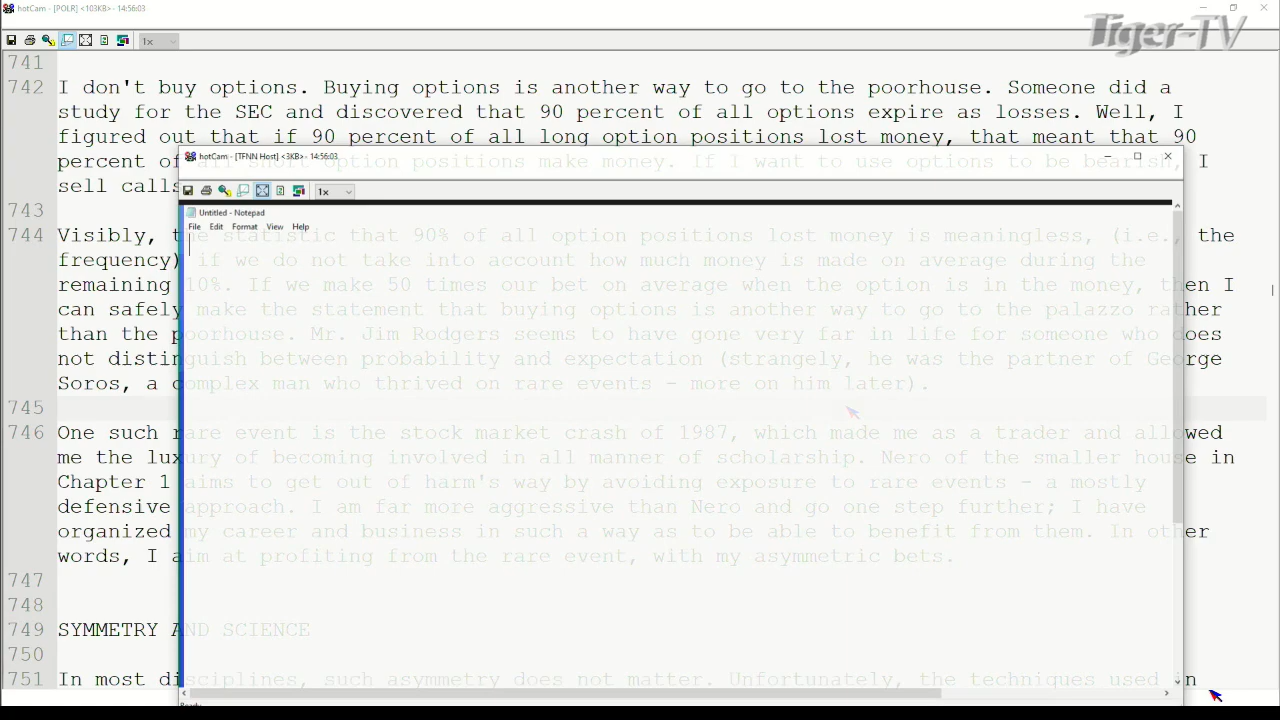 hotCam - [POLR] <103KB> - 14:56:03
Tiger-TV
1x
741
742 I don't buy options. Buying options is another way to go to the poorhouse. Someone did a
study for the SEC and discovered that 90 percent of all options expire as losses. Well, I
figured out that if 90 percent of all long option positions lost money, that meant that 90
percent of all short option positions make money. If I want to use options to be bearish, I
sell calls
hotCam - [TFNN Host] <3KB> - 14:56:03
1x
Untitled - Notepad
File Edit Format View Help
743
744 Visibly, the statistic that 90% of all option positions lost money is meaningless, (i.e., the
frequency) if we do not take into account how much money is made on average during the
remaining 10%. If we make 50 times our bet on average when the option is in the money, then I
can safely make the statement that buying options is another way to go to the palazzo rather
than the poorhouse. Mr. Jim Rodgers seems to have gone very far in life for someone who does
not distinguish between probability and expectation (strangely, he was the partner of George
Soros, a complex man who thrived on rare events - more on him later).
745
746 One such rare event is the stock market crash of 1987, which made me as a trader and allowed
me the luxury of becoming involved in all manner of scholarship. Nero of the smaller house in
Chapter 1 aims to get out of harm's way by avoiding exposure to rare events - a mostly
defensive approach. I am far more aggressive than Nero and go one step further; I have
organized my career and business in such a way as to be able to benefit from them. In other
words, I aim at profiting from the rare event, with my asymmetric bets.
747
748
749 SYMMETRY AND SCIENCE
750
751 In most disciplines, such asymmetry does not matter. Unfortunately, the techniques used in